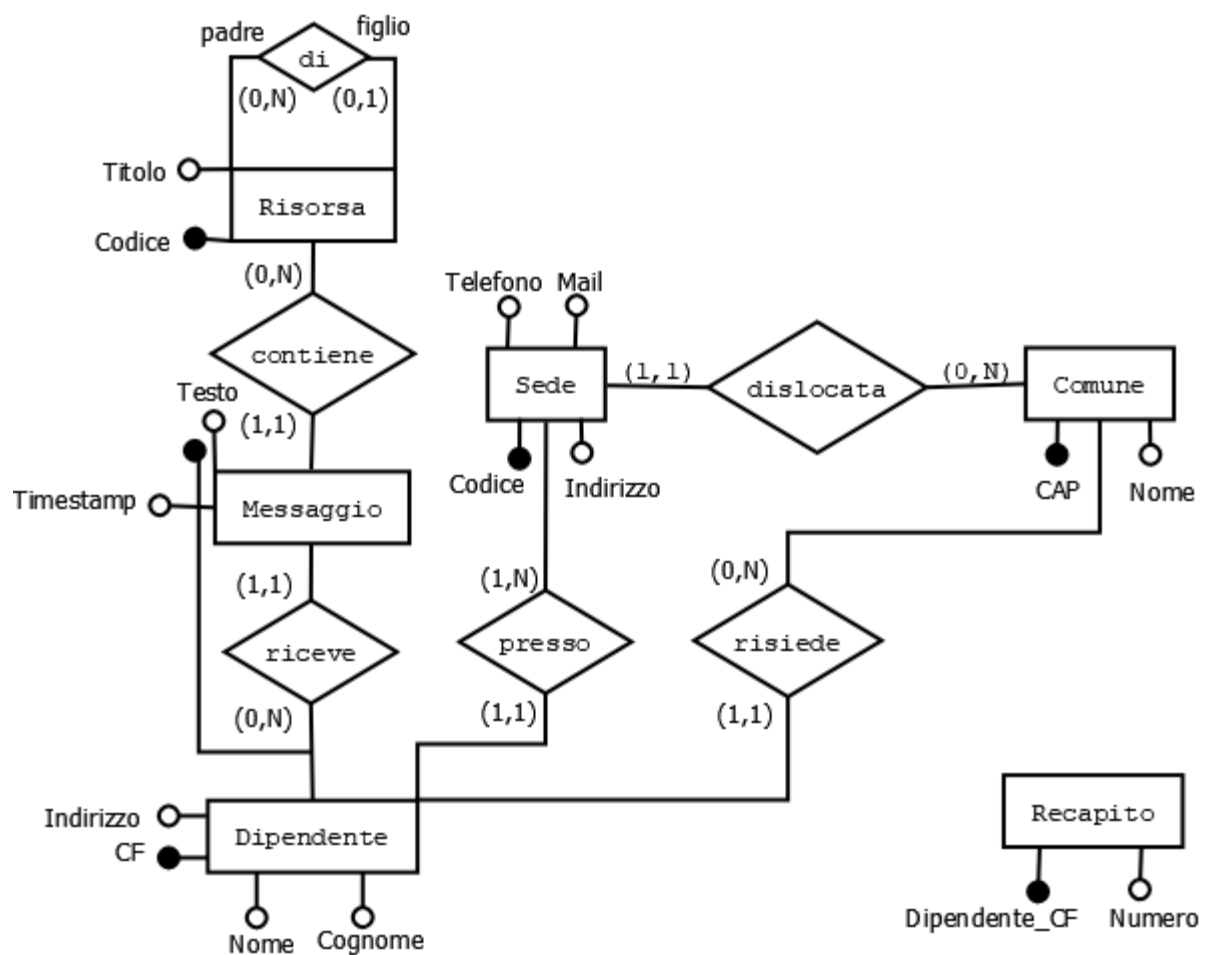 padre
figlio
di
(0,N)
(0,1)
Titolo
Risorsa
Codice
(0,N)
contiene
Testo
(1,1)
Timestamp
Messaggio
(1,1)
riceve
(0,N)
Telefono
Mail
Sede
(1,1)
dislocata
(0,N)
Comune
Codice
Indirizzo
CAP
Nome
(1,N)
presso
(1,1)
(0,N)
risiede
(1,1)
Indirizzo
CF
Dipendente
Nome
Cognome
Recapito
Dipendente_CF
Numero